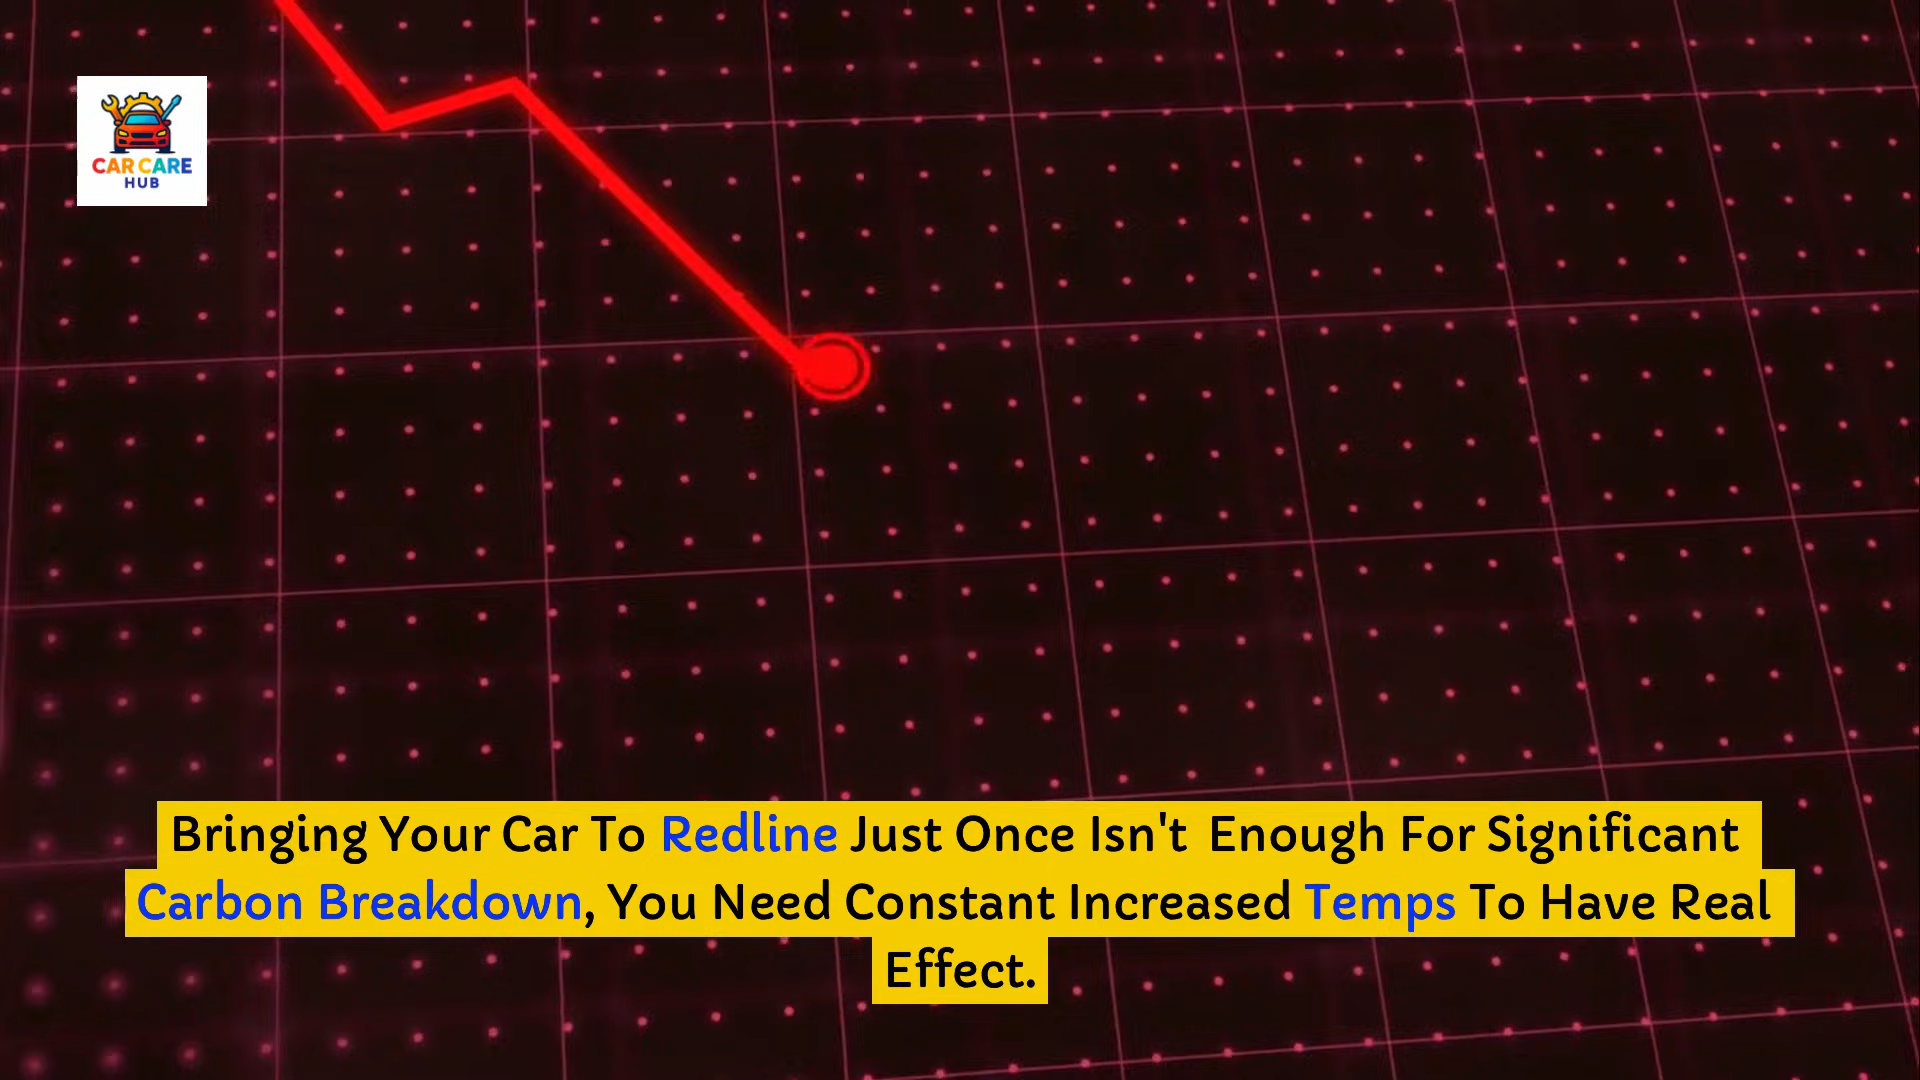 CAR CARE
HUB
Bringing Your Car To Redline Just Once Isn't Enough For Significant
Carbon Breakdown, You Need Constant Increased Temps To Have Real
Effect.